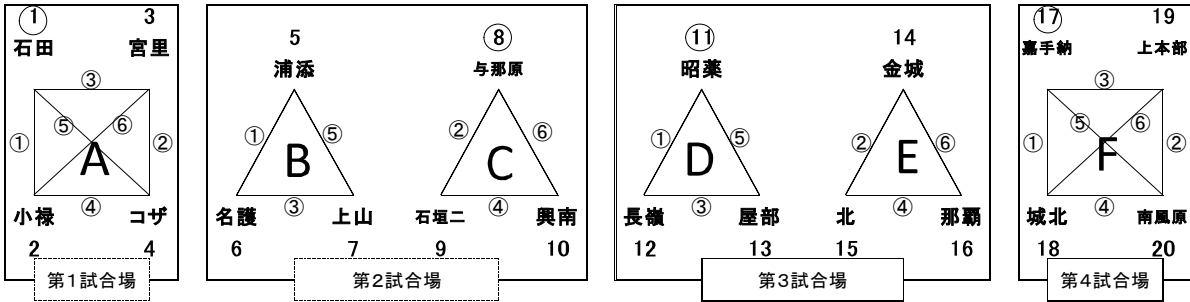 ① 3 5 ⑧ ⑪ 14 ⑰ 19
石田 宮里 浦添 与那原 昭薬 金城 嘉手納 上本部
③ ③
⑤ ⑥ ⑤ ⑥
① ② ① ⑤ ② ⑥ ① ⑤ ② ⑥ ① ②
A B C D E F
小禄 ④ コザ 名護 ③ 上山 石垣二 ④ 興南 長嶺 ③ 屋部 北 ④ 那覇 城北 ④ 南風原
2 4 6 7 9 10 12 13 15 16 18 20
第1試合場 第2試合場 第3試合場 第4試合場